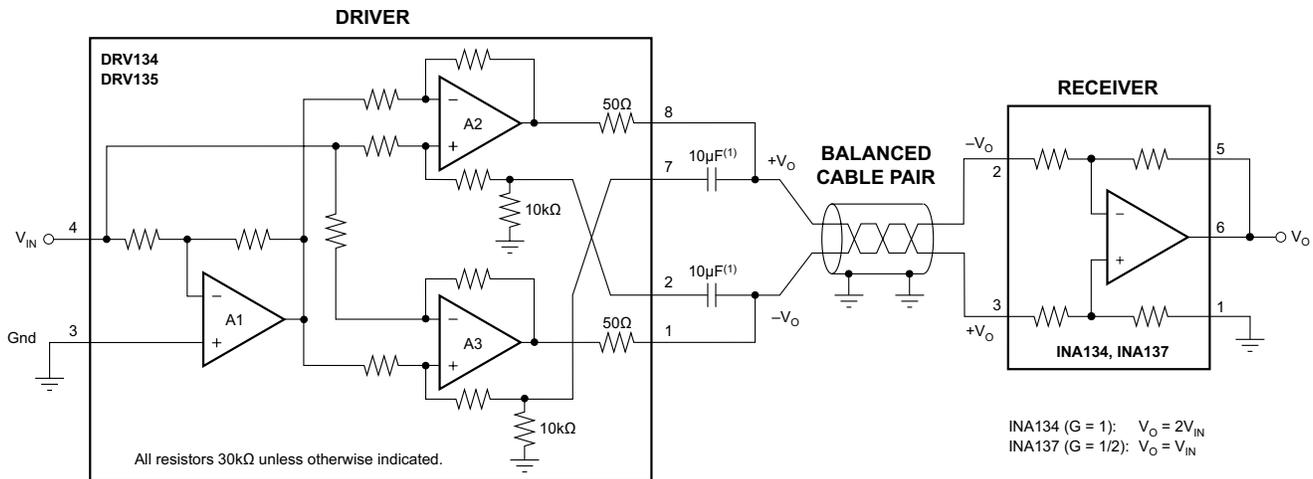 DRIVER
DRV134
DRV135
A2
50Ω
8
RECEIVER
10µF(1)
7
+VO
BALANCED
CABLE PAIR
–VO
2
5
10kΩ
VIN
4
6
VO
10µF(1)
2
–VO
A1
A3
50Ω
1
3
+VO
1
Gnd
3
INA134, INA137
10kΩ
All resistors 30kΩ unless otherwise indicated.
INA134 (G = 1): VO = 2VIN
INA137 (G = 1/2): VO = VIN